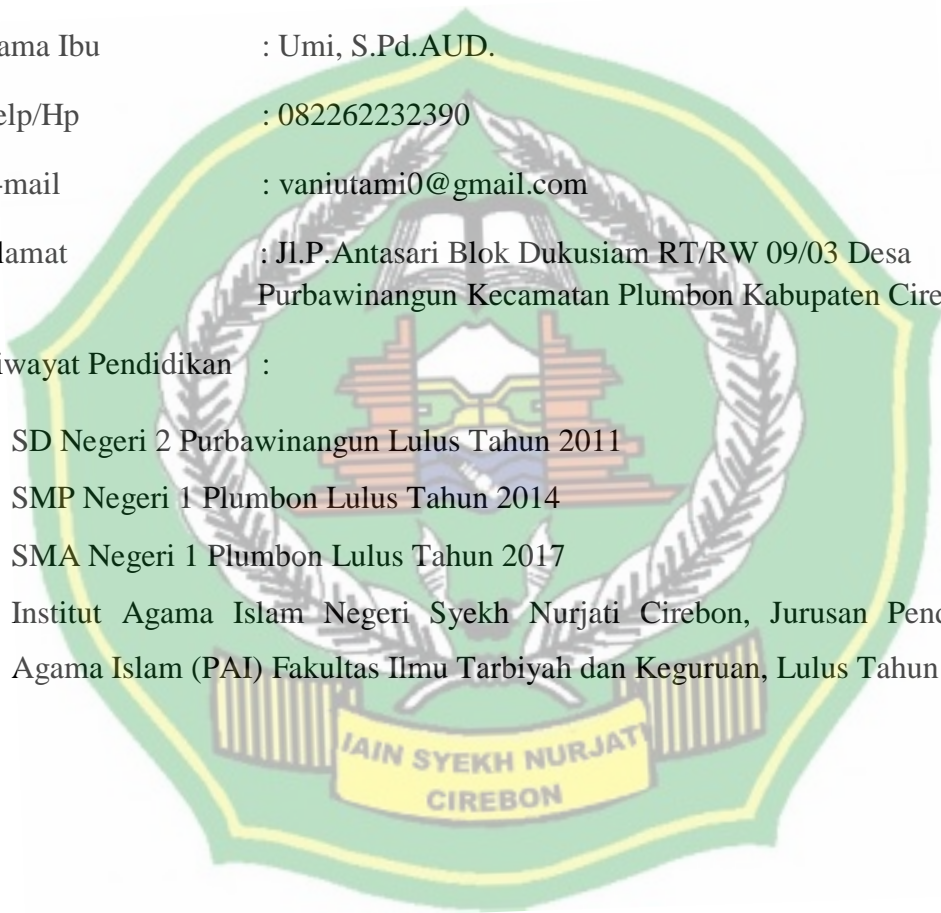 ama Ibu : Umi, S.Pd.AUD.
elp/Hp : 082262232390
-mail : vaniutami0@gmail.com
lamat : Jl.P.Antasari Blok Dukusiam RT/RW 09/03 Desa
Purbawinangun Kecamatan Plumbon Kabupaten Cire
iwayat Pendidikan :
SD Negeri 2 Purbawinangun Lulus Tahun 2011
SMP Negeri 1 Plumbon Lulus Tahun 2014
SMA Negeri 1 Plumbon Lulus Tahun 2017
Institut Agama Islam Negeri Syekh Nurjati Cirebon, Jurusan Pend
Agama Islam (PAI) Fakultas Ilmu Tarbiyah dan Keguruan, Lulus Tahun
IAIN SYEKH NURJATI
CIREBON